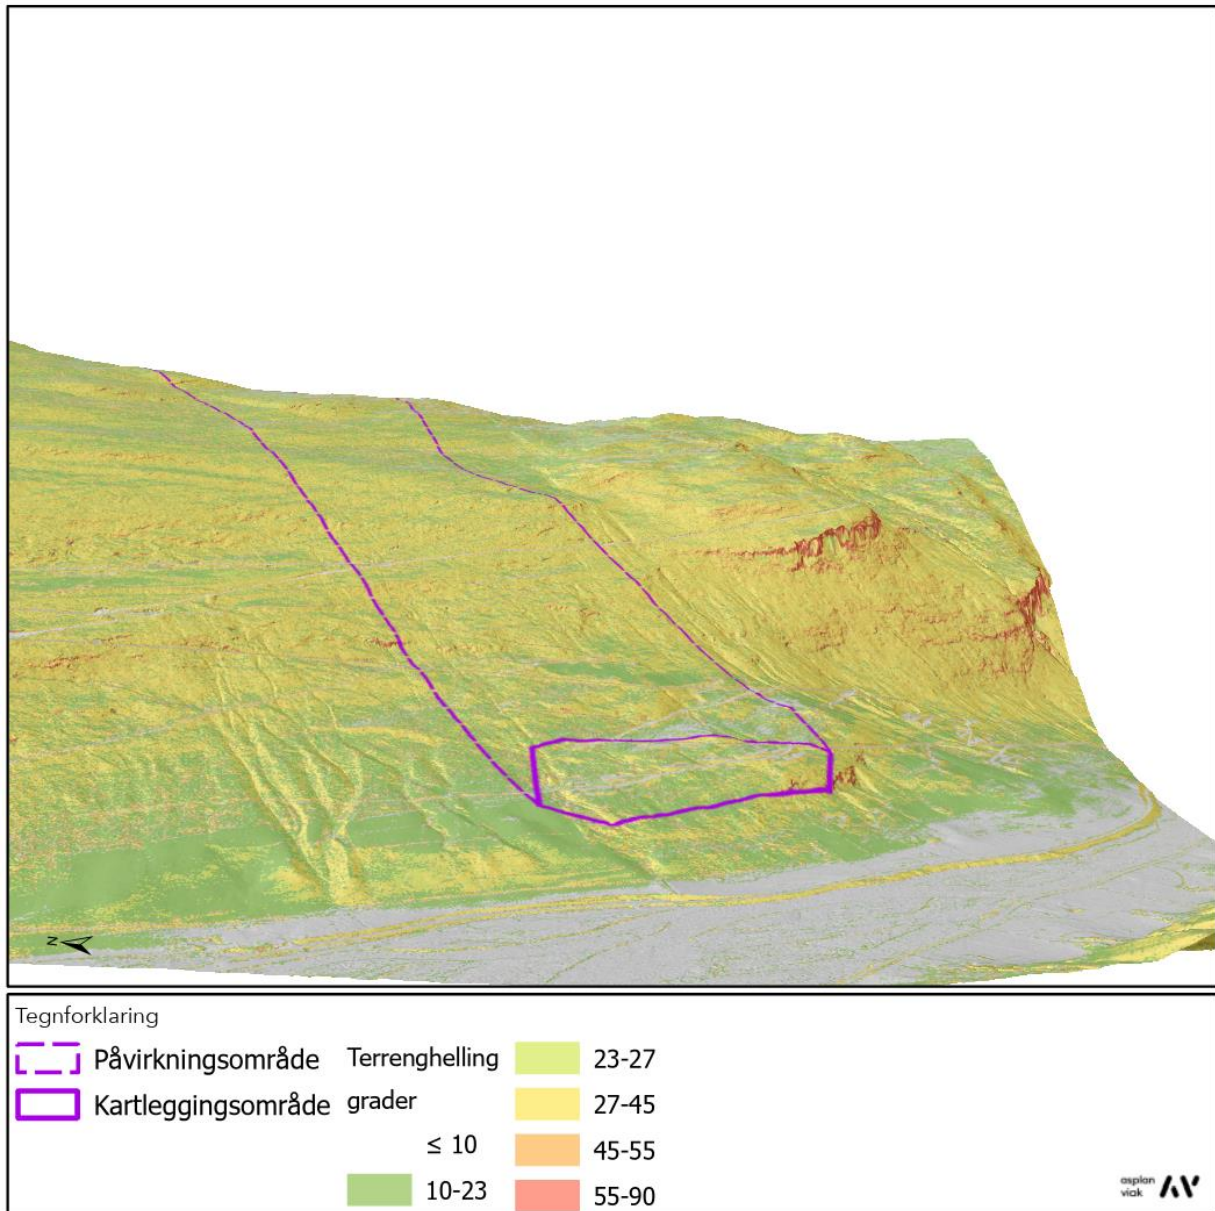 N
Tegnforklaring
Påvirkningsområde
Kartleggingsområde
Terrenghelling
grader
≤ 10
10-23
23-27
27-45
45-55
55-90
asplan
viak